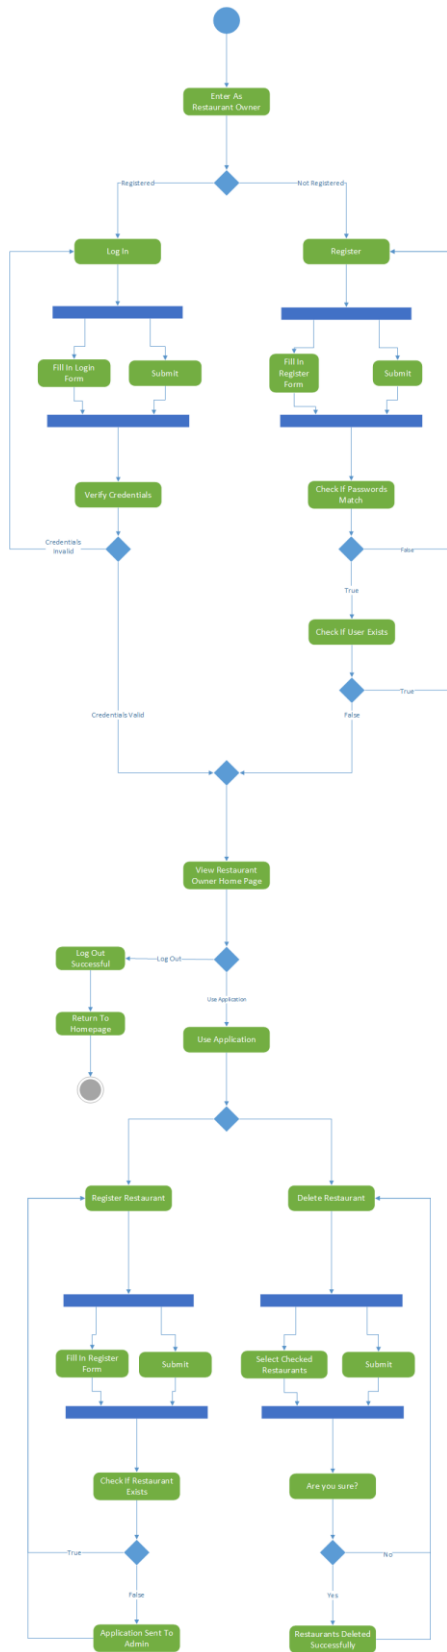 Enter As
Restaurant Owner
Registered
Not Registered
Log In
Register
Fill In Login
Form
Submit
Fill In
Register
Form
Submit
Verify Credentials
Check If Passwords
Match
Credentials
Invalid
False
True
Check If User Exists
True
Credentials Valid
False
View Restaurant
Owner Home Page
Log Out
Successful
Log Out
Use Application
Return To
Homepage
Use Application
Register Restaurant
Delete Restaurant
Fill In Register
Form
Submit
Select Checked
Restaurants
Submit
Check If Restaurant
Exists
Are you sure?
True
No
False
Yes
Application Sent To
Admin
Restaurants Deleted
Successfully